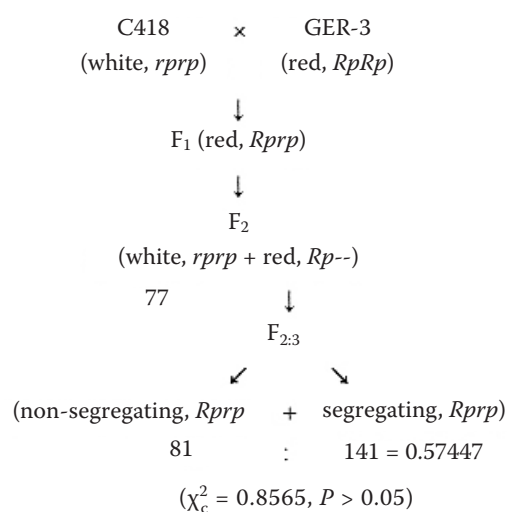 C418 × GER-3
(white, rprp) (red, RpRp)
↓
F₁ (red, Rprp)
↓
F₂
(white, rprp + red, Rp--)
77 ↓
F₂:₃
↙ ↘
(non-segregating, Rprp + segregating, Rprp)
81 : 141 = 0.57447
(χ²c = 0.8565, P > 0.05)